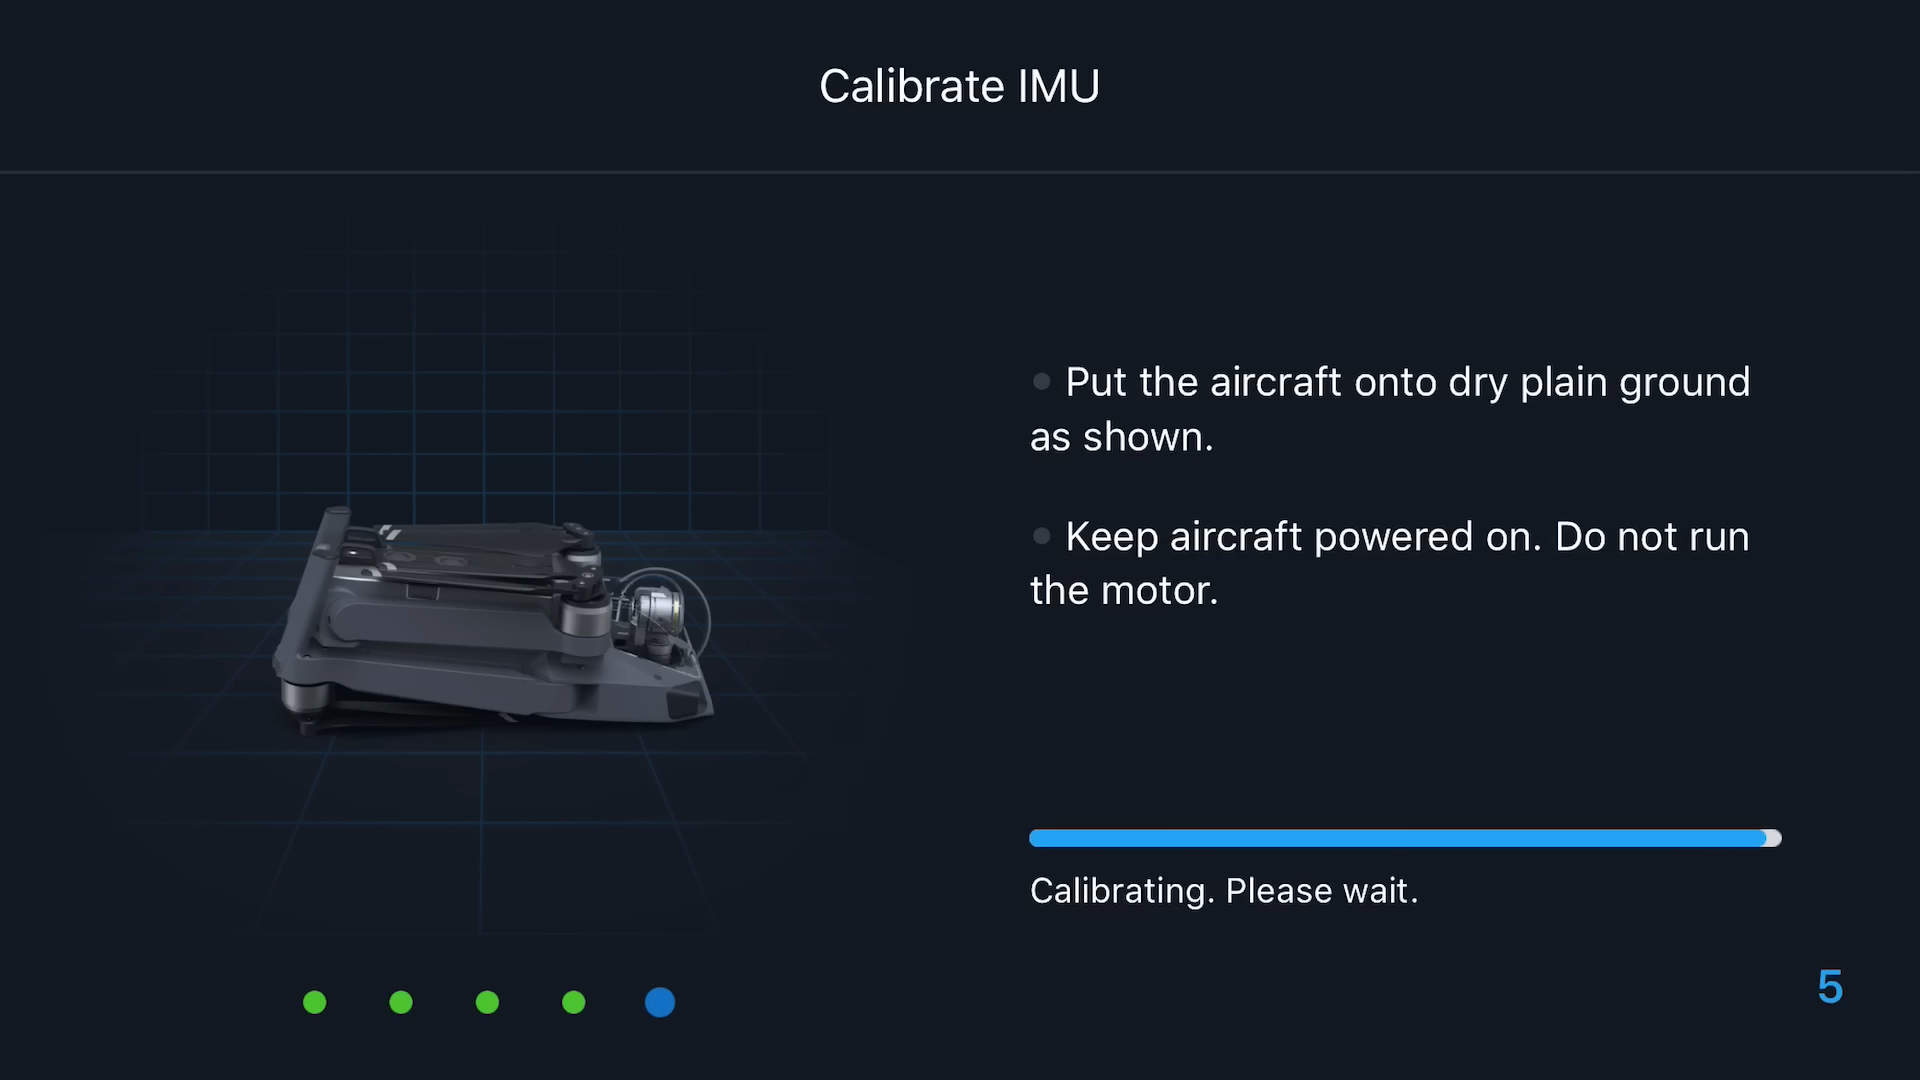 Calibrate IMU
Put the aircraft onto dry plain ground
as shown.
Keep aircraft powered on. Do not run
the motor.
Calibrating. Please wait.
5